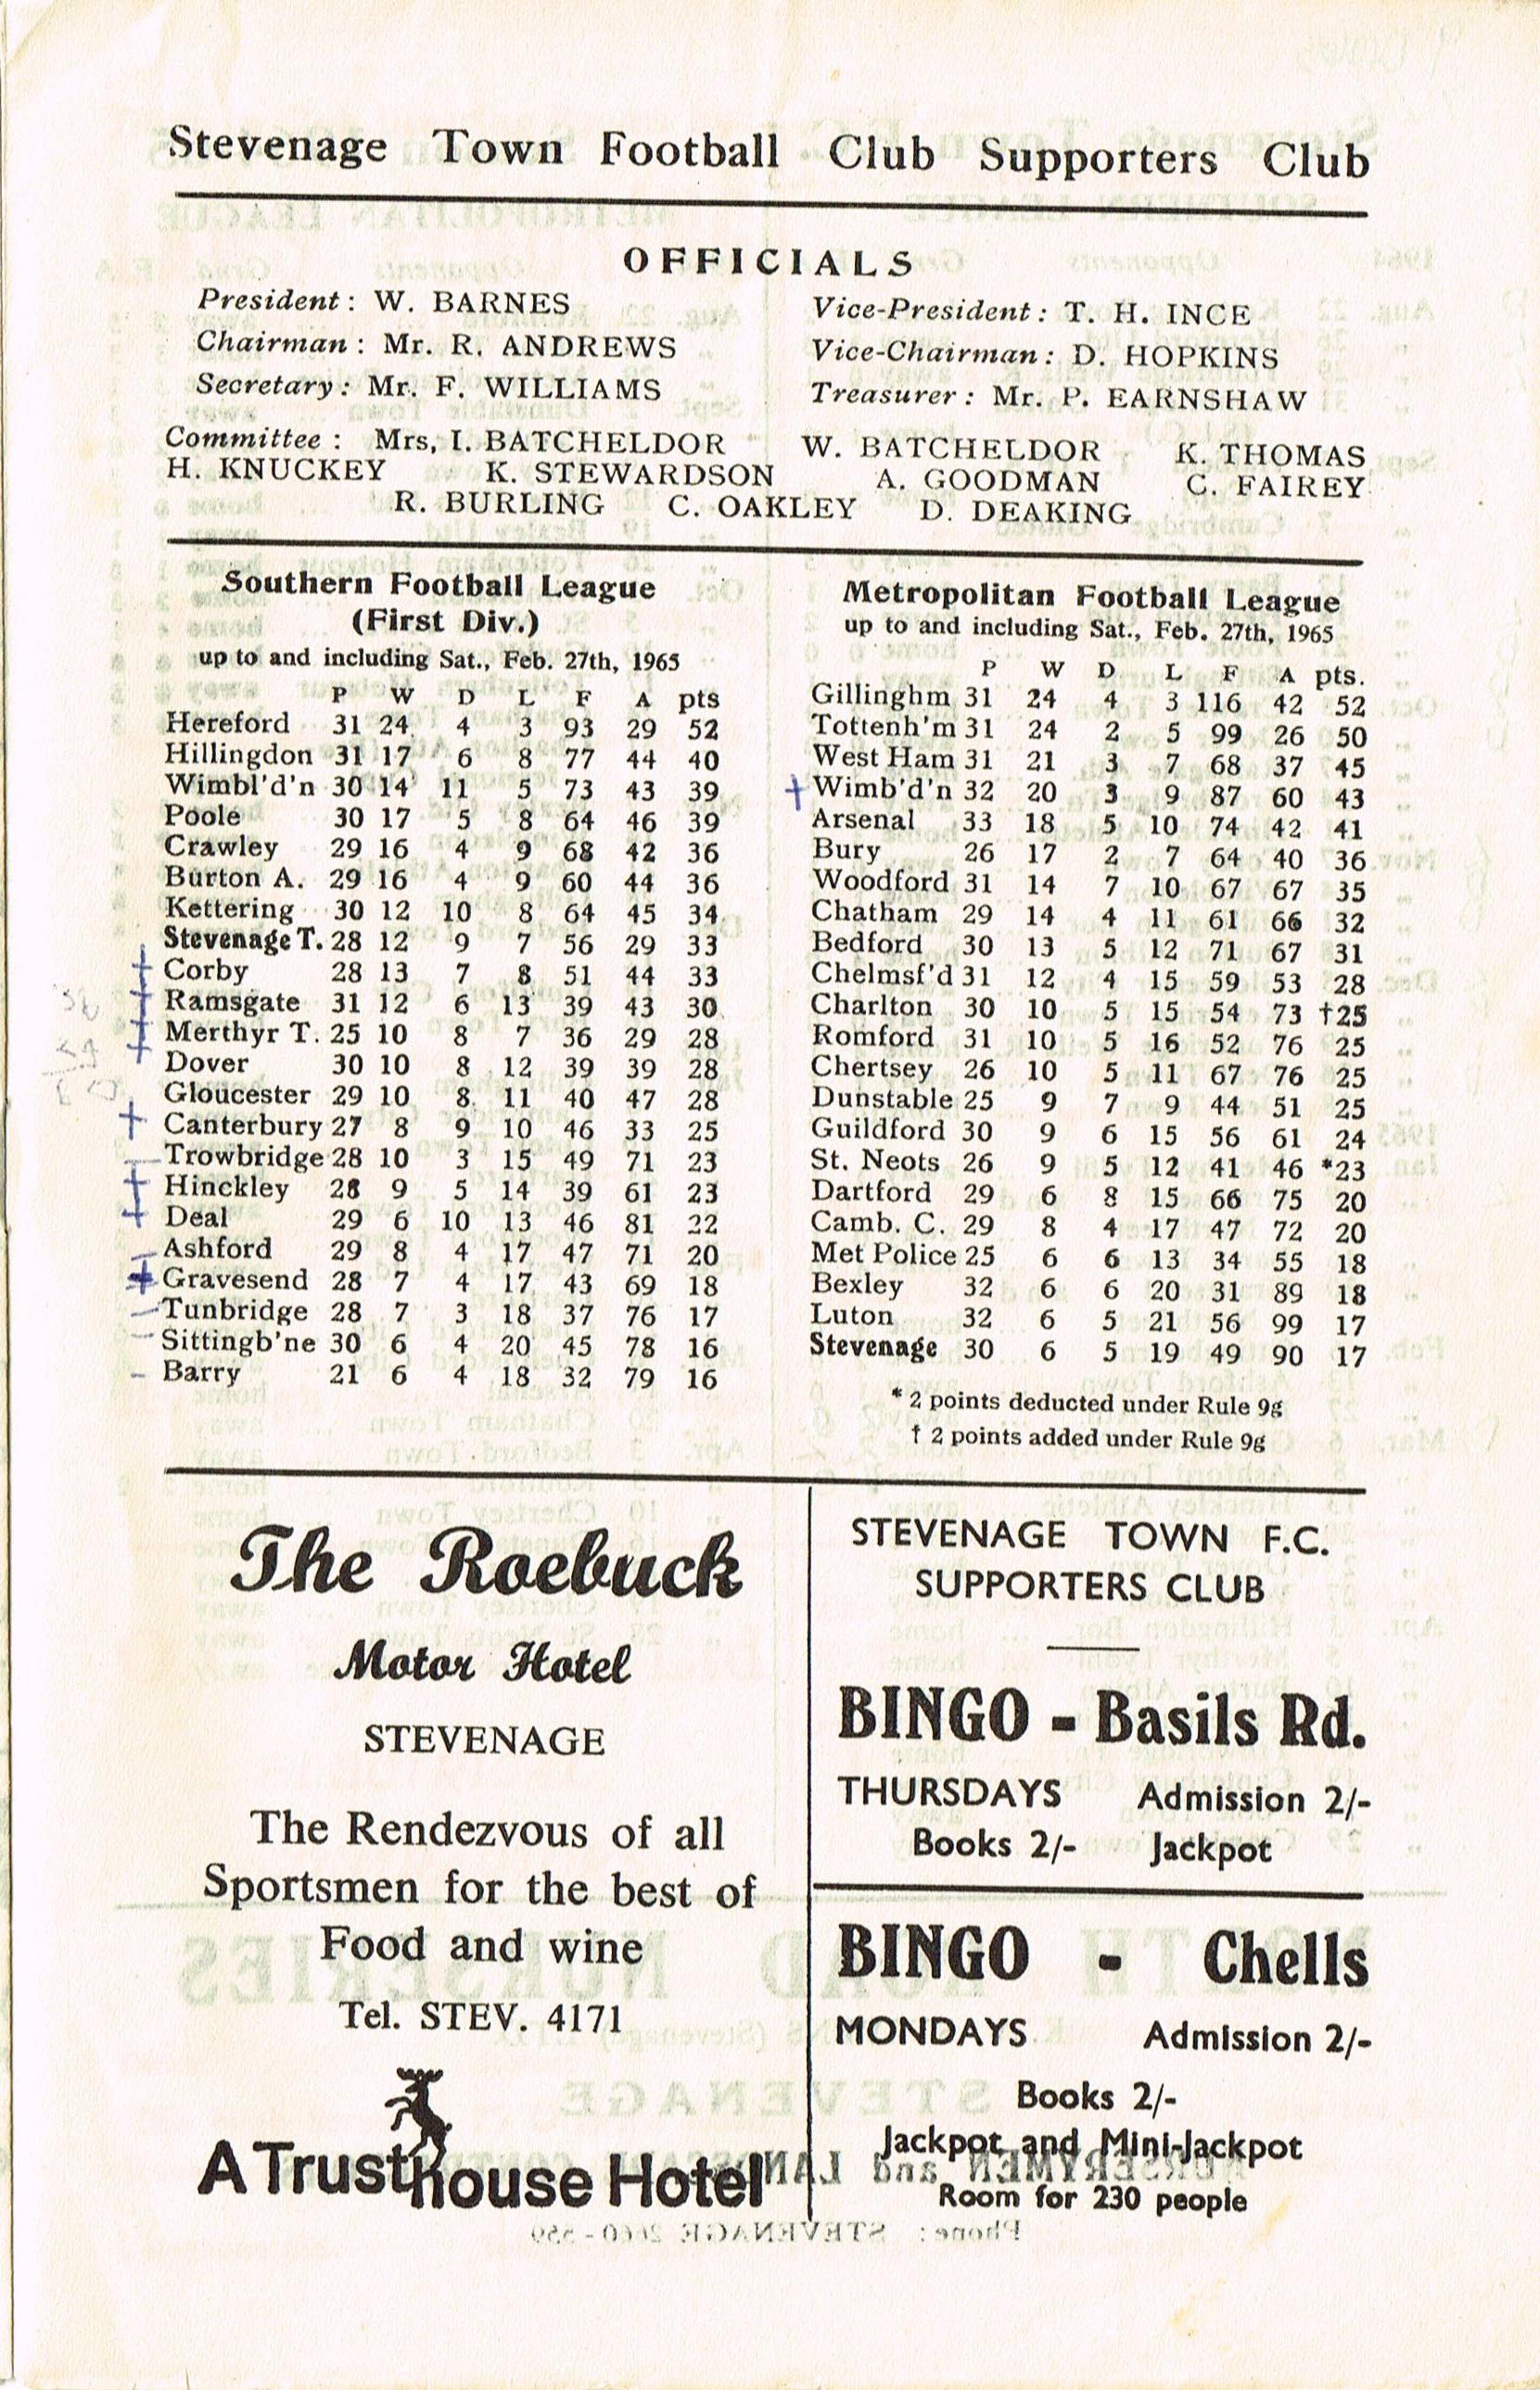 Stevenage Town Football Club Supporters Club
OFFICIALS
President : W. BARNES
Vice-President : T. H. INCE
Chairman : Mr. R. ANDREWS
Vice-Chairman : D. HOPKINS
Secretary : Mr. F. WILLIAMS
Treasurer : Mr. P. EARNSHAW
Committee : Mrs, I. BATCHELDOR W. BATCHELDOR K. THOMAS
H. KNUCKEY K. STEWARDSON A. GOODMAN C. FAIREY
R. BURLING C. OAKLEY D. DEAKING
Southern Football League
(First Div.)
up to and including Sat., Feb. 27th, 1965
P W D L F A pts
Hereford 31 24 4 3 93 29 52
Hillingdon 31 17 6 8 77 44 40
Wimbl'd'n 30 14 11 5 73 43 39
Poole 30 17 5 8 64 46 39
Crawley 29 16 4 9 68 42 36
Burton A. 29 16 4 9 60 44 36
Kettering 30 12 10 8 64 45 34
Stevenage T. 28 12 9 7 56 29 33
Corby 28 13 7 8 51 44 33
Ramsgate 31 12 6 13 39 43 30
Merthyr T. 25 10 8 7 36 29 28
Dover 30 10 8 12 39 39 28
Gloucester 29 10 8 11 40 47 28
Canterbury 27 8 9 10 46 33 25
Trowbridge 28 10 3 15 49 71 23
Hinckley 28 9 5 14 39 61 23
Deal 29 6 10 13 46 81 22
Ashford 29 8 4 17 47 71 20
Gravesend 28 7 4 17 43 69 18
Tunbridge 28 7 3 18 37 76 17
Sittingb'ne 30 6 4 20 45 78 16
Barry 21 6 4 18 32 79 16
Metropolitan Football League
up to and including Sat., Feb. 27th, 1965
P W D L F A pts.
Gillinghm 31 24 4 3 116 42 52
Tottenh'm 31 24 2 5 99 26 50
West Ham 31 21 3 7 68 37 45
Wimb'd'n 32 20 3 9 87 60 43
Arsenal 33 18 5 10 74 42 41
Bury 26 17 2 7 64 40 36
Woodford 31 14 7 10 67 67 35
Chatham 29 14 4 11 61 66 32
Bedford 30 13 5 12 71 67 31
Chelmsf'd 31 12 4 15 59 53 28
Charlton 30 10 5 15 54 73 †25
Romford 31 10 5 16 52 76 25
Chertsey 26 10 5 11 67 76 25
Dunstable 25 9 7 9 44 51 25
Guildford 30 9 6 15 56 61 24
St. Neots 26 9 5 12 41 46 *23
Dartford 29 6 8 15 66 75 20
Camb. C. 29 8 4 17 47 72 20
Met Police 25 6 6 13 34 55 18
Bexley 32 6 6 20 31 89 18
Luton 32 6 5 21 56 99 17
Stevenage 30 6 5 19 49 90 17
* 2 points deducted under Rule 9g
† 2 points added under Rule 9g
The Roebuck
Motor Hotel
STEVENAGE
The Rendezvous of all
Sportsmen for the best of
Food and wine
Tel. STEV. 4171
A Trusthouse Hotel
STEVENAGE TOWN F.C.
SUPPORTERS CLUB
BINGO - Basils Rd.
THURSDAYS Admission 2/-
Books 2/- Jackpot
BINGO - Chells
MONDAYS Admission 2/-
Books 2/-
Jackpot and Mini-Jackpot
Room for 230 people